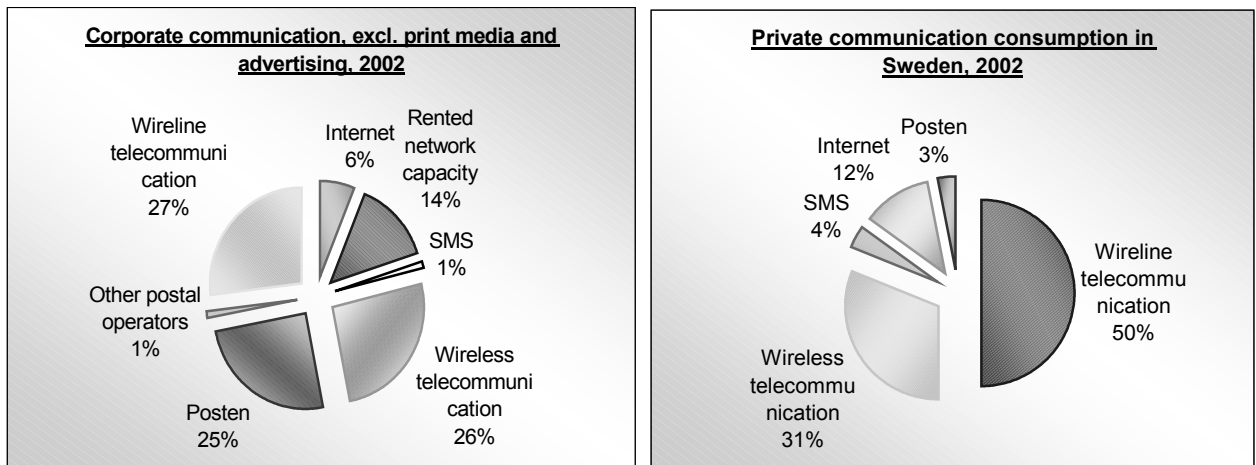 Corporate communication, excl. print media and
advertising, 2002
Wireline
telecommuni
cation
27%
Internet
6%
Rented
network
capacity
14%
SMS
1%
Other postal
operators
1%
Posten
25%
Wireless
telecommuni
cation
26%
Private communication consumption in
Sweden, 2002
Posten
3%
Internet
12%
SMS
4%
Wireline
telecommu
nication
50%
Wireless
telecommu
nication
31%